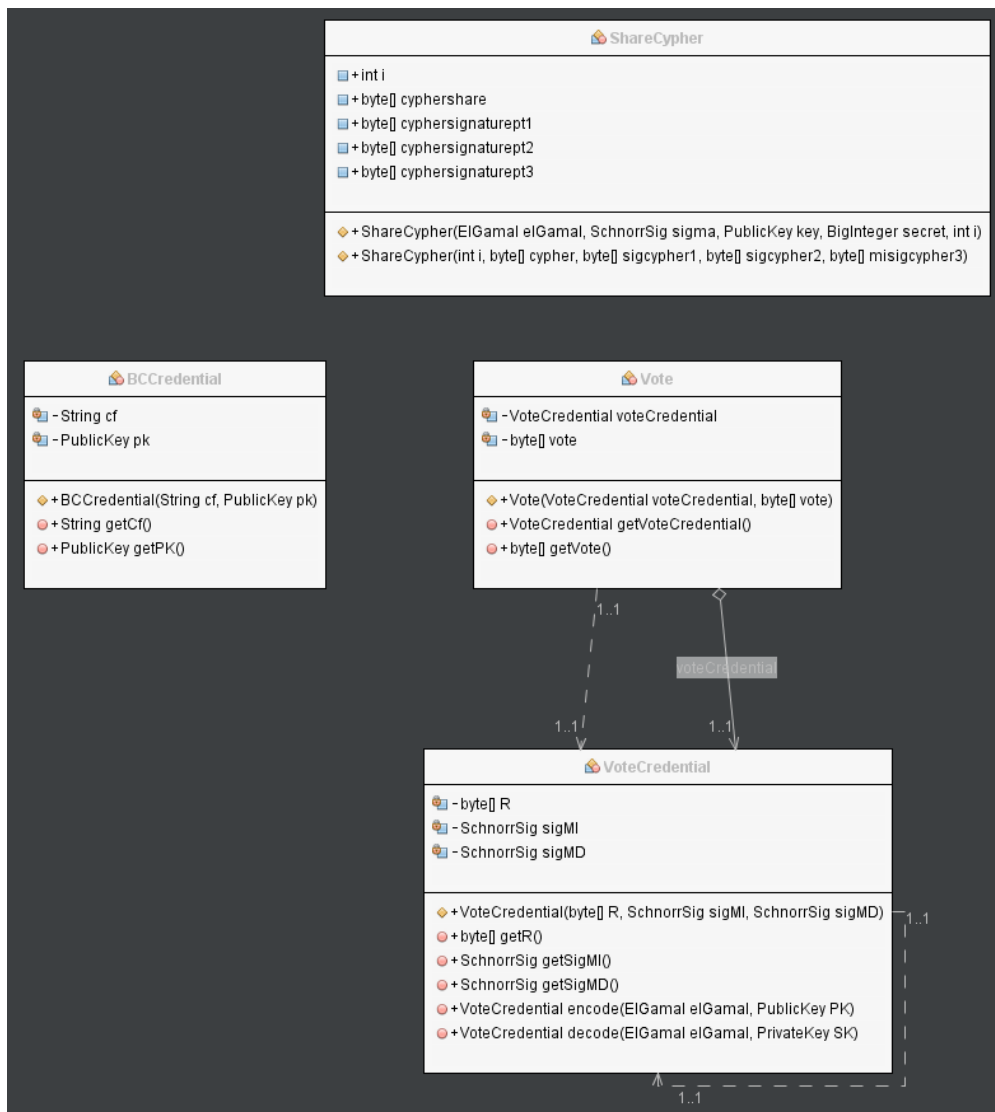 ShareCypher
+ int i
+ byte[] cyphershare
+ byte[] cyphersignaturept1
+ byte[] cyphersignaturept2
+ byte[] cyphersignaturept3
+ ShareCypher(ElGamal elGamal, SchnorrSig sigma, PublicKey key, BigInteger secret, int i)
+ ShareCypher(int i, byte[] cypher, byte[] sigcypher1, byte[] sigcypher2, byte[] misigcypher3)
BCCredential
- String cf
- PublicKey pk
+ BCCredential(String cf, PublicKey pk)
+ String getCf()
+ PublicKey getPK()
Vote
- VoteCredential voteCredential
- byte[] vote
+ Vote(VoteCredential voteCredential, byte[] vote)
+ VoteCredential getVoteCredential()
+ byte[] getVote()
1..1
voteCredential
1..1
1..1
VoteCredential
- byte[] R
- SchnorrSig sigMI
- SchnorrSig sigMD
+ VoteCredential(byte[] R, SchnorrSig sigMI, SchnorrSig sigMD)
1..1
+ byte[] getR()
+ SchnorrSig getSigMI()
+ SchnorrSig getSigMD()
+ VoteCredential encode(ElGamal elGamal, PublicKey PK)
+ VoteCredential decode(ElGamal elGamal, PrivateKey SK)
1..1